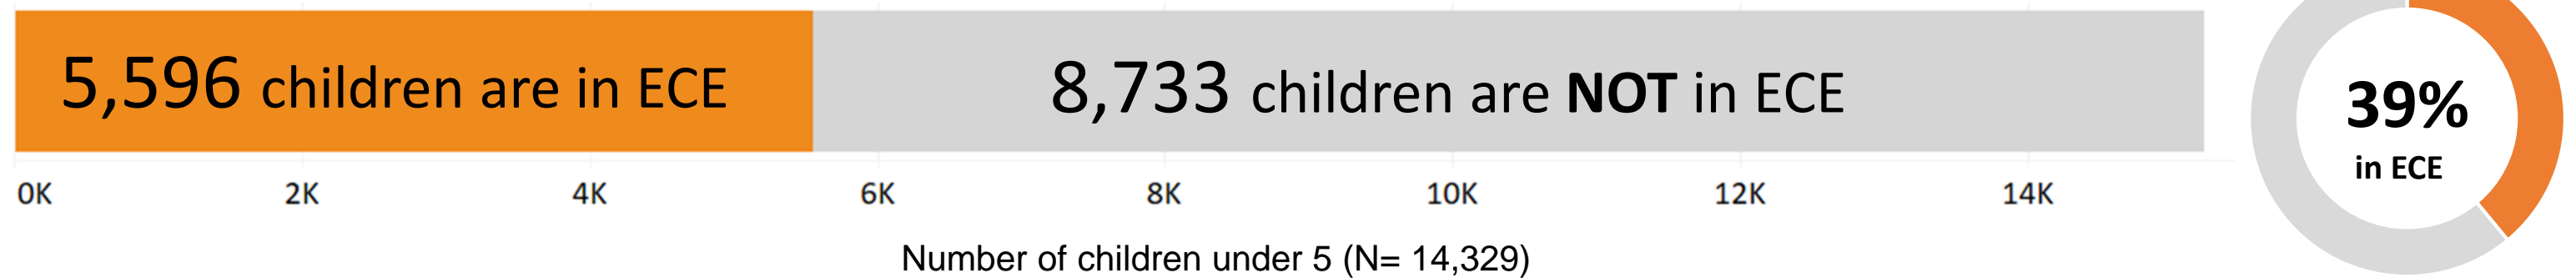 5,596 children are in ECE
8,733 children are NOT in ECE
39%
in ECE
0K 2K 4K 6K 8K 10K 12K 14K
Number of children under 5 (N= 14,329)